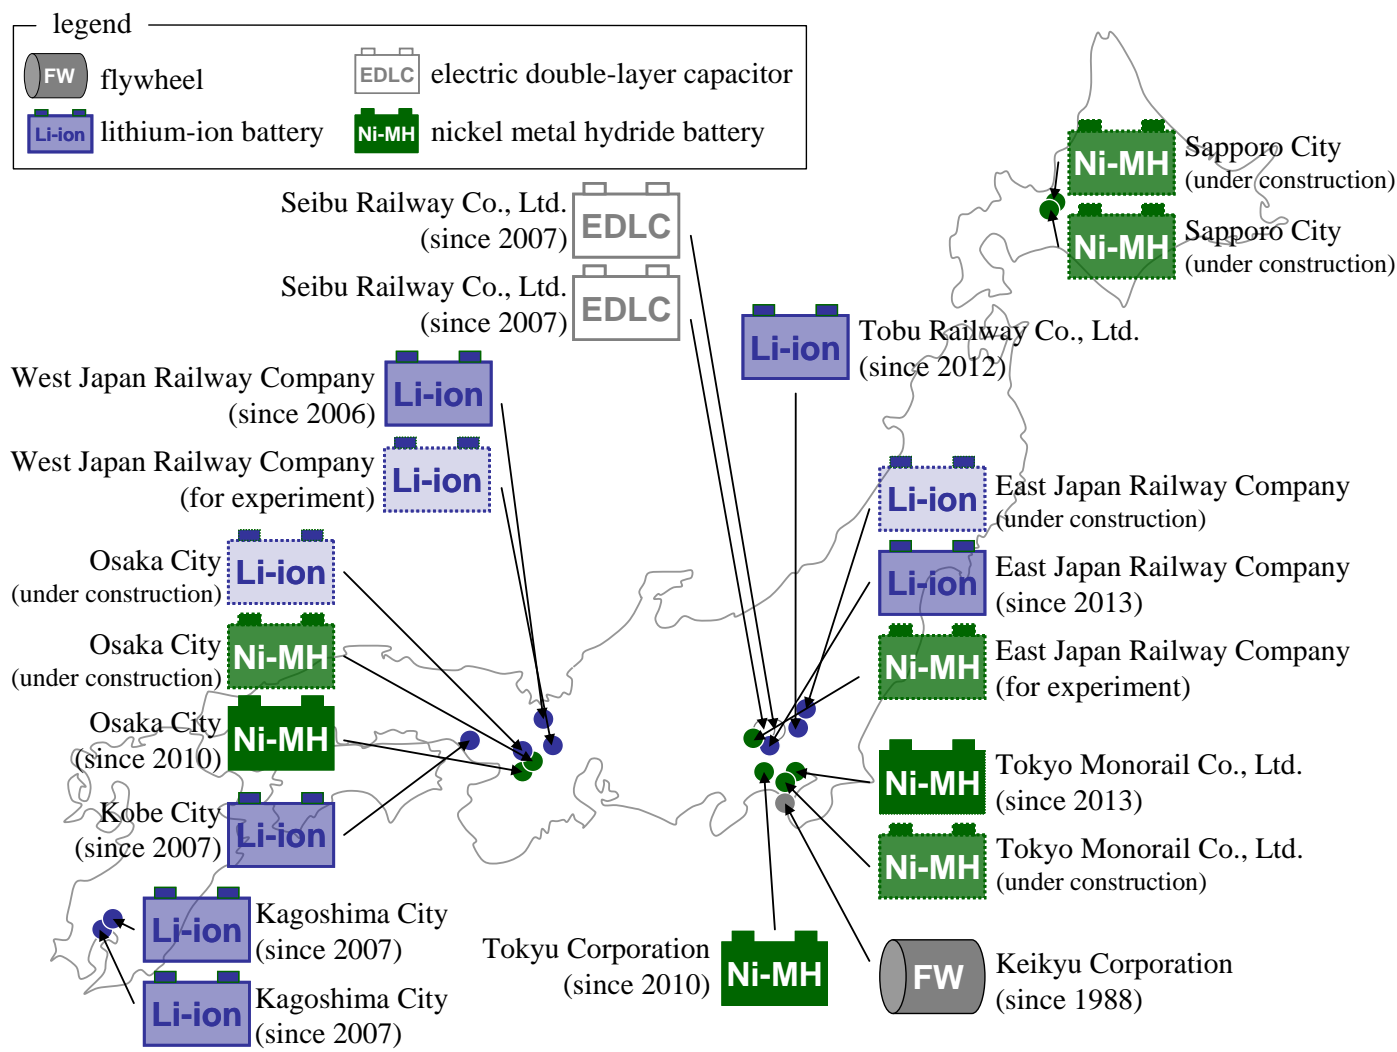 legend
FW
flywheel
EDLC
electric double-layer capacitor
Li-ion
lithium-ion battery
Ni-MH
nickel metal hydride battery
Ni-MH
Sapporo City
(under construction)
Ni-MH
Sapporo City
(under construction)
Seibu Railway Co., Ltd.
(since 2007)
EDLC
Seibu Railway Co., Ltd.
(since 2007)
EDLC
Li-ion
Tobu Railway Co., Ltd.
(since 2012)
West Japan Railway Company
(since 2006)
Li-ion
West Japan Railway Company
(for experiment)
Li-ion
Li-ion
East Japan Railway Company
(under construction)
Osaka City
(under construction)
Li-ion
Li-ion
East Japan Railway Company
(since 2013)
Osaka City
(under construction)
Ni-MH
Ni-MH
East Japan Railway Company
(for experiment)
Osaka City
(since 2010)
Ni-MH
Ni-MH
Tokyo Monorail Co., Ltd.
(since 2013)
Kobe City
(since 2007)
Li-ion
Ni-MH
Tokyo Monorail Co., Ltd.
(under construction)
Li-ion
Kagoshima City
(since 2007)
Li-ion
Kagoshima City
(since 2007)
Tokyu Corporation
(since 2010)
Ni-MH
FW
Keikyu Corporation
(since 1988)